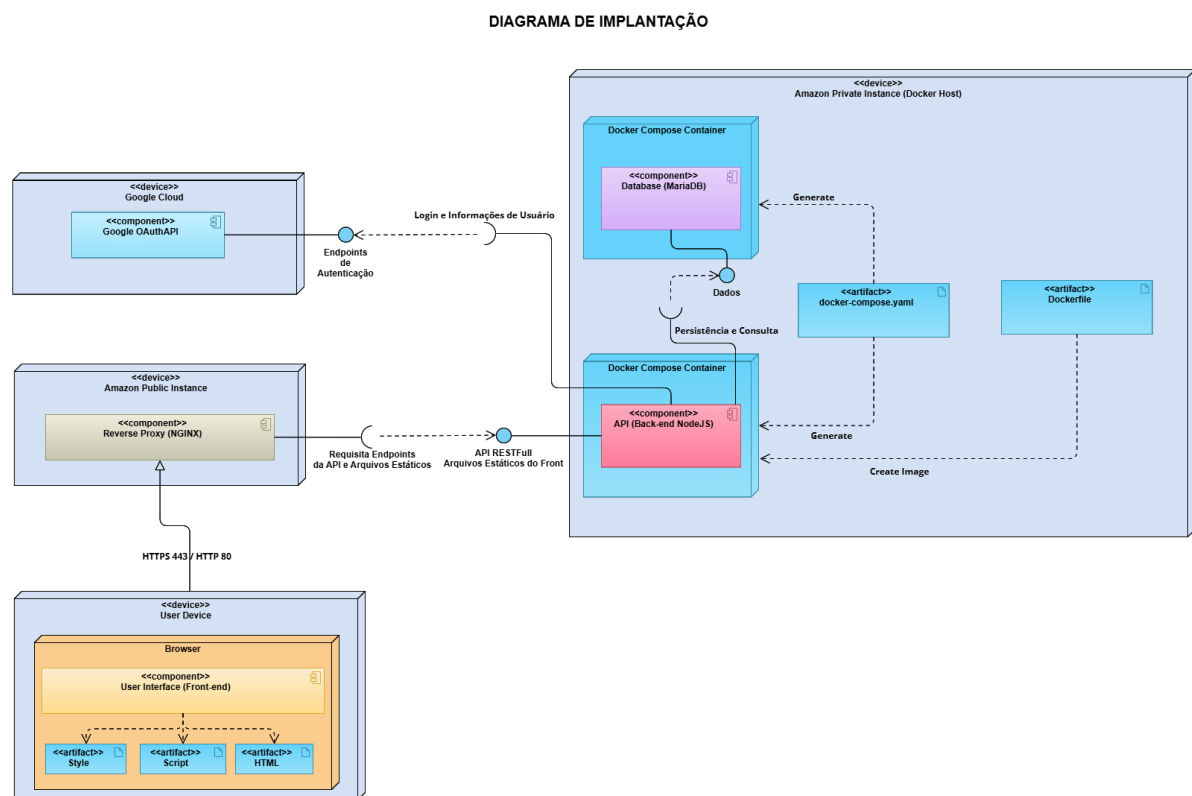 DIAGRAMA DE IMPLANTAÇÃO
<<device>>
Amazon Private Instance (Docker Host)
Docker Compose Container
<<component>>
Database (MariaDB)
Generate
<<device>>
Google Cloud
<<component>>
Google OAuthAPI
Login e Informações de Usuário
Endpoints
de
Autenticação
Dados
<<artifact>>
docker-compose.yaml
<<artifact>>
Dockerfile
Persistência e Consulta
<<device>>
Amazon Public Instance
<<component>>
Reverse Proxy (NGINX)
Requisita Endpoints
da API e Arquivos Estáticos
API RESTFull
Arquivos Estáticos do Front
Docker Compose Container
<<component>>
API (Back-end NodeJS)
Generate
Create Image
HTTPS 443 / HTTP 80
<<device>>
User Device
Browser
<<component>>
User Interface (Front-end)
<<artifact>>
Style
<<artifact>>
Script
<<artifact>>
HTML